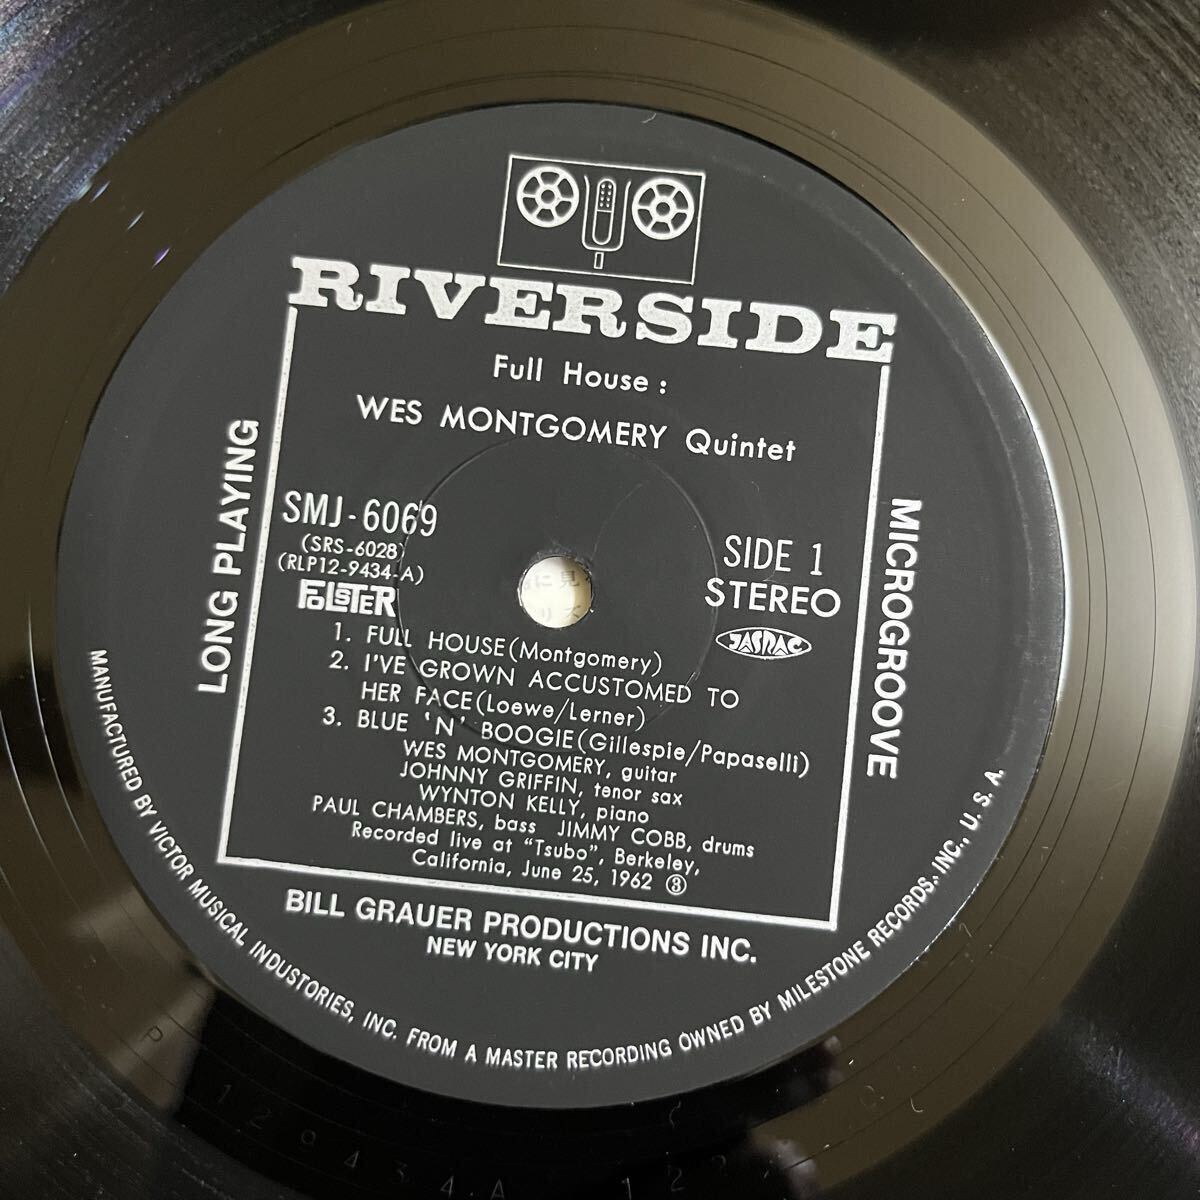 RIVERSIDE
Full House :
WES MONTGOMERY Quintet
LONG PLAYING
MICROGROOVE
SMJ-6069
(SRS-6028)
(RLP12-9434-A)
FOLSTER
SIDE 1
STEREO
JASRAC
1. FULL HOUSE(Montgomery)
2. I'VE GROWN ACCUSTOMED TO
HER FACE(Loewe/Lerner)
3. BLUE 'N' BOOGIE(Gillespie/Papaselli)
WES MONTGOMERY, guitar
JOHNNY GRIFFIN, tenor sax
WYNTON KELLY, piano
PAUL CHAMBERS, bass JIMMY COBB, drums
Recorded live at "Tsubo", Berkeley,
California, June 25, 1962 ③
BILL GRAUER PRODUCTIONS INC.
NEW YORK CITY
MANUFACTURED BY VICTOR MUSICAL INDUSTORIES, INC. FROM A MASTER RECORDING OWNED BY MILESTONE RECORDS, INC., U. S. A.